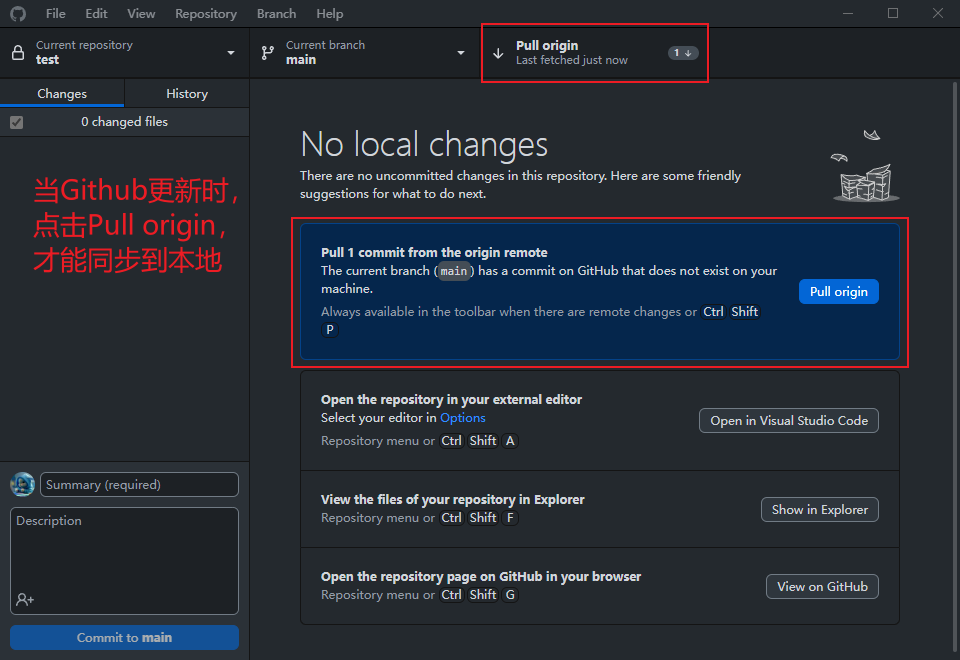 File Edit View Repository Branch Help
Current repository
test
Current branch
main
Pull origin
Last fetched just now
1
Changes History
0 changed files
当Github更新时,
点击Pull origin,
才能同步到本地
No local changes
There are no uncommitted changes in this repository. Here are some friendly
suggestions for what to do next.
Pull 1 commit from the origin remote
The current branch (main) has a commit on GitHub that does not exist on your
machine.
Always available in the toolbar when there are remote changes or Ctrl Shift
P
Pull origin
Open the repository in your external editor
Select your editor in Options
Repository menu or Ctrl Shift A
Open in Visual Studio Code
View the files of your repository in Explorer
Repository menu or Ctrl Shift F
Show in Explorer
Open the repository page on GitHub in your browser
Repository menu or Ctrl Shift G
View on GitHub
Summary (required)
Description
Commit to main